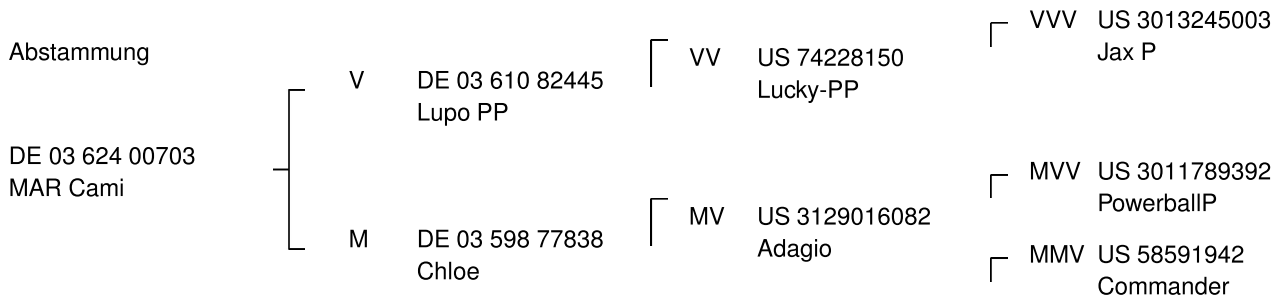 Abstammung
DE 03 624 00703
MAR Cami
V DE 03 610 82445
Lupo PP
M DE 03 598 77838
Chloe
VV US 74228150
Lucky-PP
MV US 3129016082
Adagio
VVV US 3013245003
Jax P
MVV US 3011789392
PowerballP
MMV US 58591942
Commander